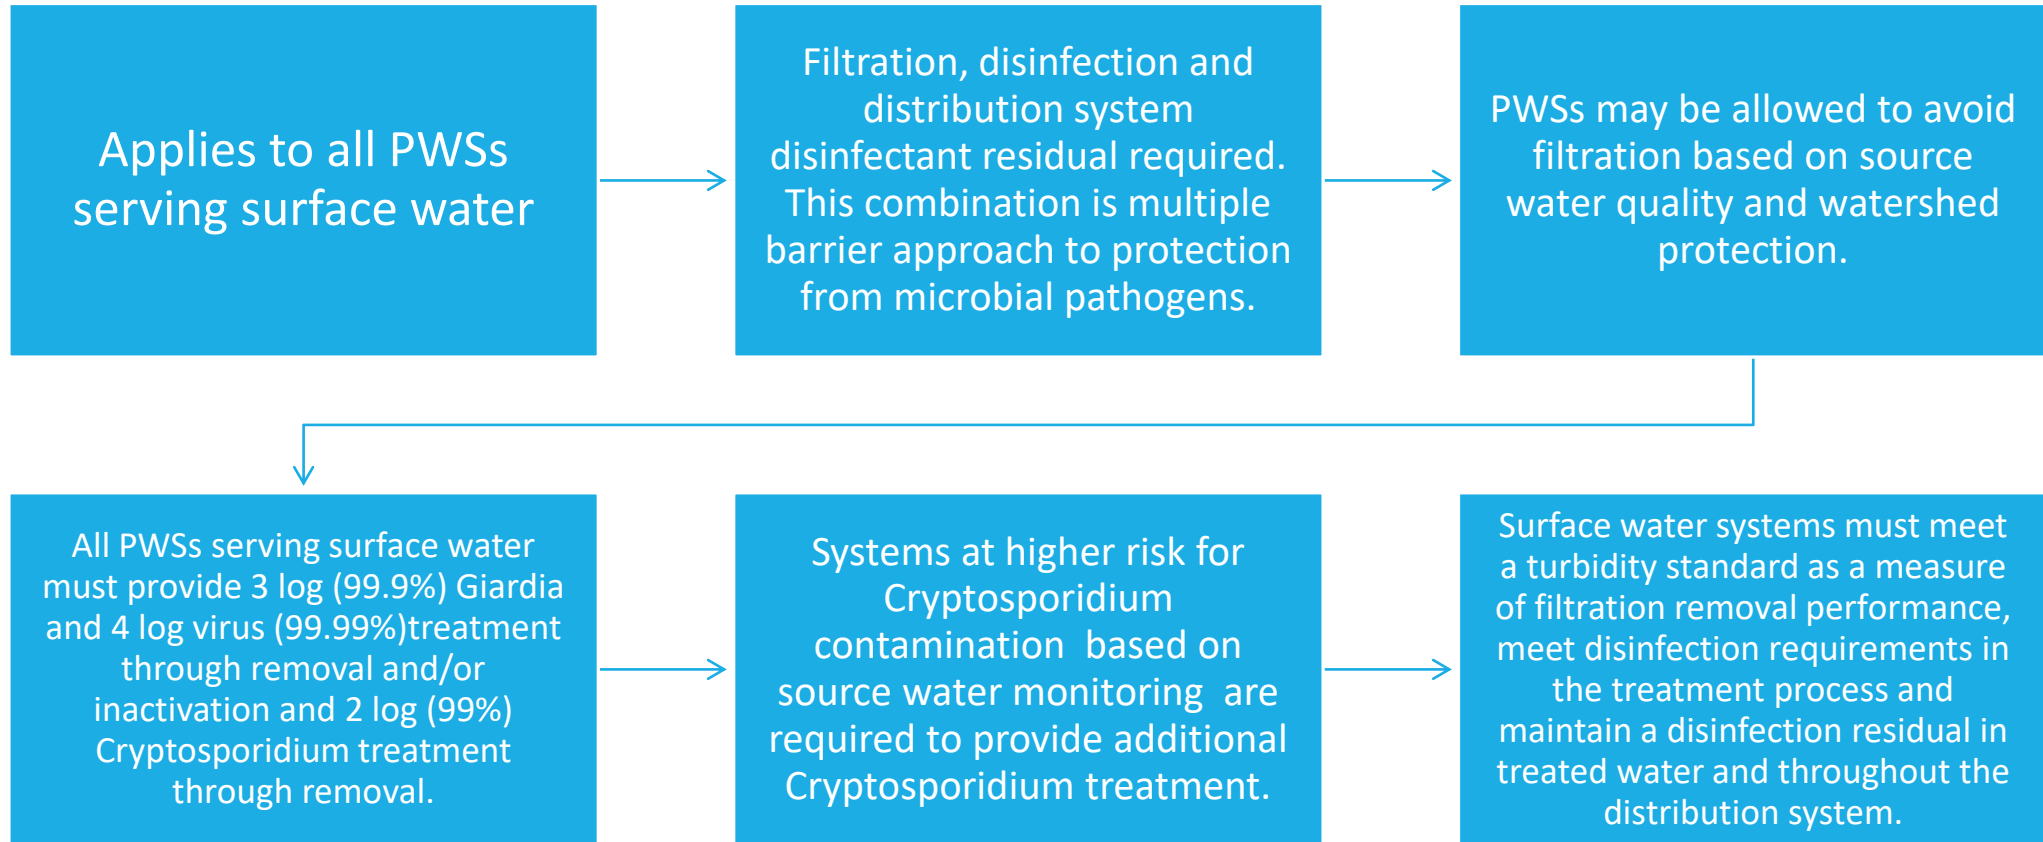 Applies to all PWSs
serving surface water
Filtration, disinfection and
distribution system
disinfectant residual required.
This combination is multiple
barrier approach to protection
from microbial pathogens.
PWSs may be allowed to avoid
filtration based on source
water quality and watershed
protection.
All PWSs serving surface water
must provide 3 log (99.9%) Giardia
and 4 log virus (99.99%)treatment
through removal and/or
inactivation and 2 log (99%)
Cryptosporidium treatment
through removal.
Systems at higher risk for
Cryptosporidium
contamination  based on
source water monitoring  are
required to provide additional
Cryptosporidium treatment.
Surface water systems must meet
a turbidity standard as a measure
of filtration removal performance,
meet disinfection requirements in
the treatment process and
maintain a disinfection residual in
treated water and throughout the
distribution system.